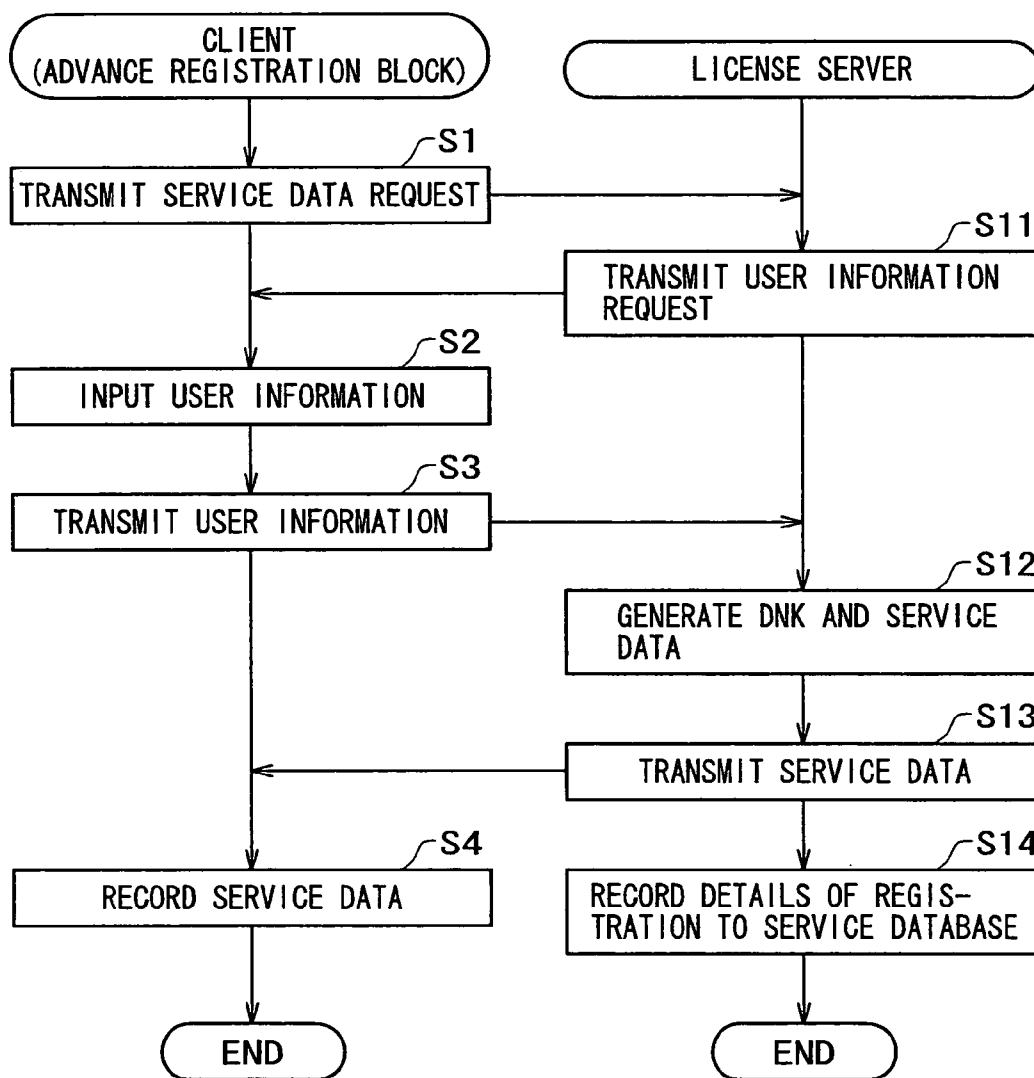 CLIENT
(ADVANCE REGISTRATION BLOCK)
LICENSE SERVER
S1
TRANSMIT SERVICE DATA REQUEST
S11
TRANSMIT USER INFORMATION
REQUEST
S2
INPUT USER INFORMATION
S3
TRANSMIT USER INFORMATION
S12
GENERATE DNK AND SERVICE
DATA
S13
TRANSMIT SERVICE DATA
S4
RECORD SERVICE DATA
S14
RECORD DETAILS OF REGIS-
TRATION TO SERVICE DATABASE
END
END